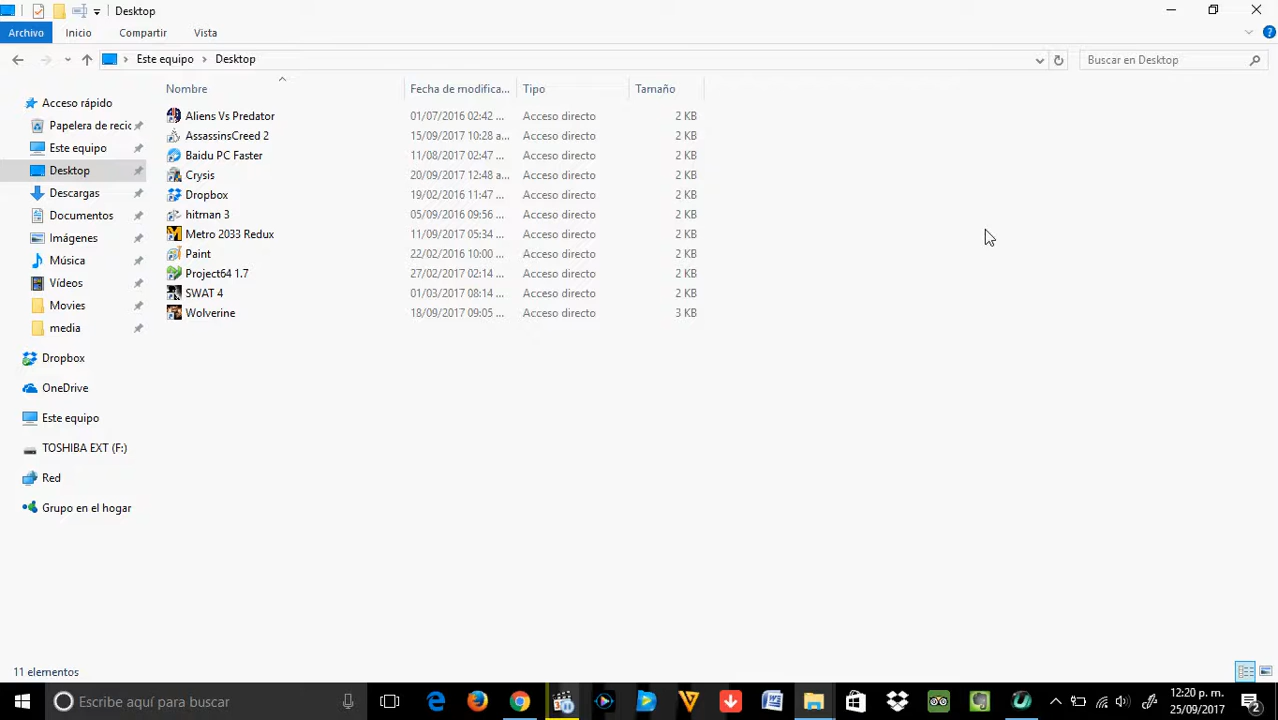 Desktop
Archivo Inicio Compartir Vista
Este equipo > Desktop Buscar en Desktop
Nombre Fecha de modifica... Tipo Tamaño
Acceso rápido
Papelera de recic
Este equipo
Desktop
Descargas
Documentos
Imágenes
Música
Vídeos
Movies
media
Dropbox
OneDrive
Este equipo
TOSHIBA EXT (F:)
Red
Grupo en el hogar
Aliens Vs Predator 01/07/2016 02:42 ... Acceso directo 2 KB
AssassinsCreed 2 15/09/2017 10:28 a... Acceso directo 2 KB
Baidu PC Faster 11/08/2017 02:47 ... Acceso directo 2 KB
Crysis 20/09/2017 12:48 a... Acceso directo 2 KB
Dropbox 19/02/2016 11:47 ... Acceso directo 2 KB
hitman 3 05/09/2016 09:56 ... Acceso directo 2 KB
Metro 2033 Redux 11/09/2017 05:34 ... Acceso directo 2 KB
Paint 22/02/2016 10:00 ... Acceso directo 2 KB
Project64 1.7 27/02/2017 02:14 ... Acceso directo 2 KB
SWAT 4 01/03/2017 08:14 ... Acceso directo 2 KB
Wolverine 18/09/2017 09:05 ... Acceso directo 3 KB
11 elementos
Escribe aquí para buscar
12:20 p. m.
25/09/2017
2